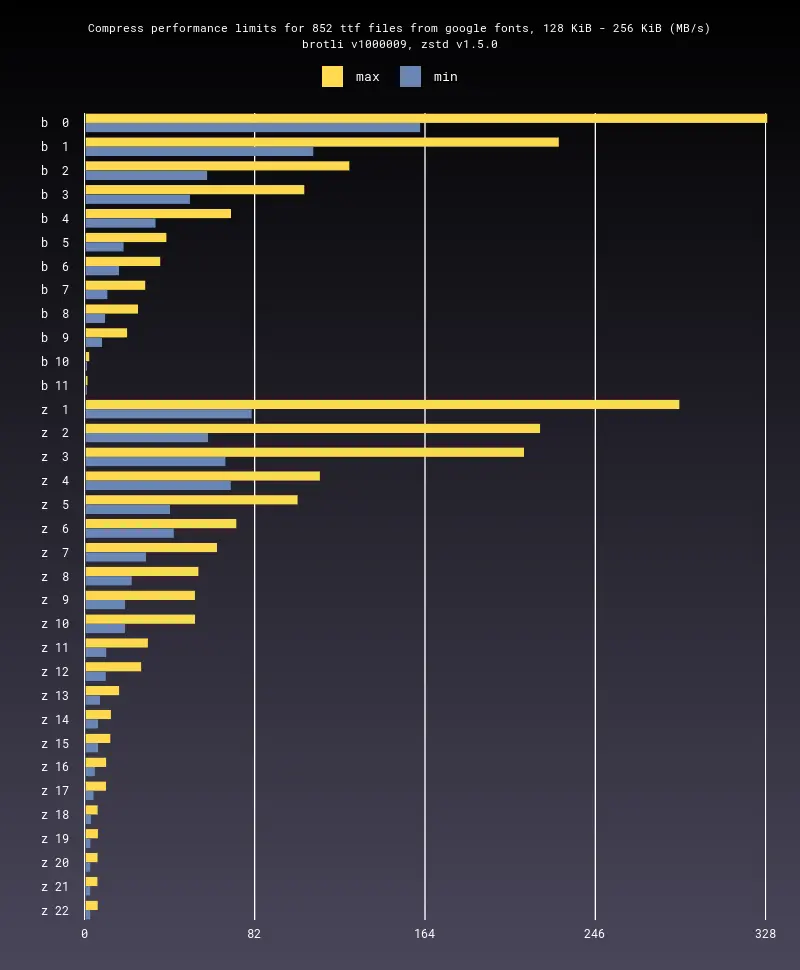 Compress performance limits for 852 ttf files from google fonts, 128 KiB - 256 KiB (MB/s)
brotli v1000009, zstd v1.5.0
max min
b 0
b 1
b 2
b 3
b 4
b 5
b 6
b 7
b 8
b 9
b 10
b 11
z 1
z 2
z 3
z 4
z 5
z 6
z 7
z 8
z 9
z 10
z 11
z 12
z 13
z 14
z 15
z 16
z 17
z 18
z 19
z 20
z 21
z 22
0 82 164 246 328